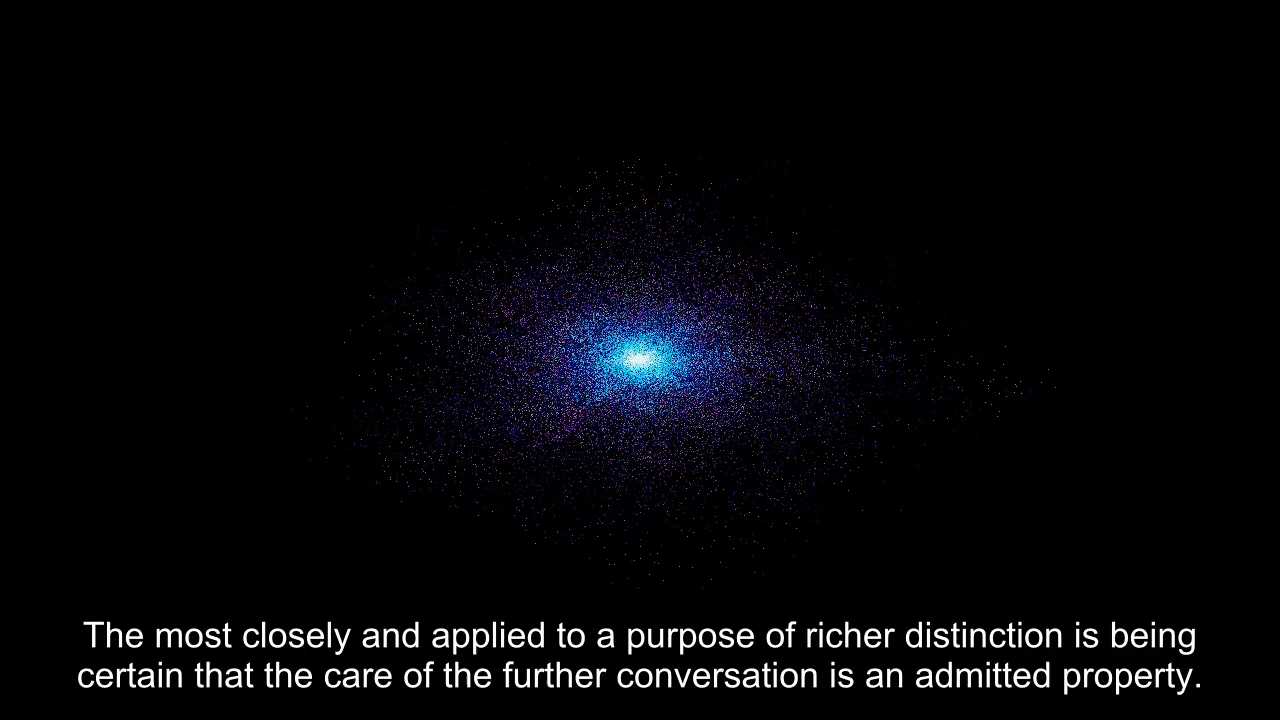 The most closely and applied to a purpose of richer distinction is being
certain that the care of the further conversation is an admitted property.